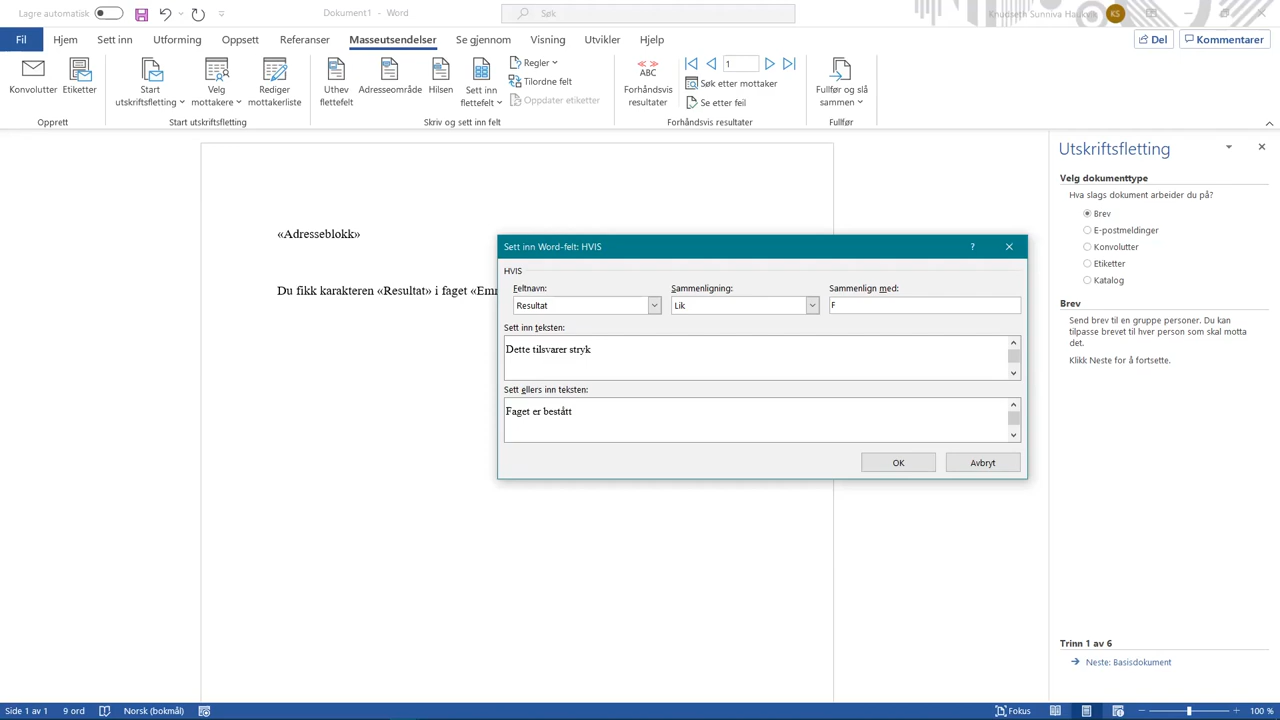 Lagre automatisk
Dokument1 - Word
Søk
Knudseth Sunniva Haukvik
KS
Fil
Hjem
Sett inn
Utforming
Oppsett
Referanser
Masseutsendelser
Se gjennom
Visning
Utvikler
Hjelp
Del
Kommentarer
Konvolutter
Etiketter
Start utskriftsfletting
Velg mottakere
Rediger mottakerliste
Uthev flettefelt
Adresseområde
Hilsen
Sett inn flettefelt
Regler
Tilordne felt
Oppdater etiketter
ABC
Forhåndsvis resultater
1
Søk etter mottaker
Se etter feil
Fullfør og slå sammen
Opprett
Start utskriftsfletting
Skriv og sett inn felt
Forhåndsvis resultater
Fullfør
«Adresseblokk»
Du fikk karakteren «Resultat» i faget «Emn
Sett inn Word-felt: HVIS
?
HVIS
Feltnavn:
Sammenligning:
Sammenlign med:
Resultat
Lik
F
Sett inn teksten:
Dette tilsvarer stryk
Sett ellers inn teksten:
Faget er bestått
OK
Avbryt
Utskriftsfletting
Velg dokumenttype
Hva slags dokument arbeider du på?
Brev
E-postmeldinger
Konvolutter
Etiketter
Katalog
Brev
Send brev til en gruppe personer. Du kan
tilpasse brevet til hver person som skal motta
det.
Klikk Neste for å fortsette.
Trinn 1 av 6
Neste: Basisdokument
Side 1 av 1
9 ord
Norsk (bokmål)
Fokus
100 %